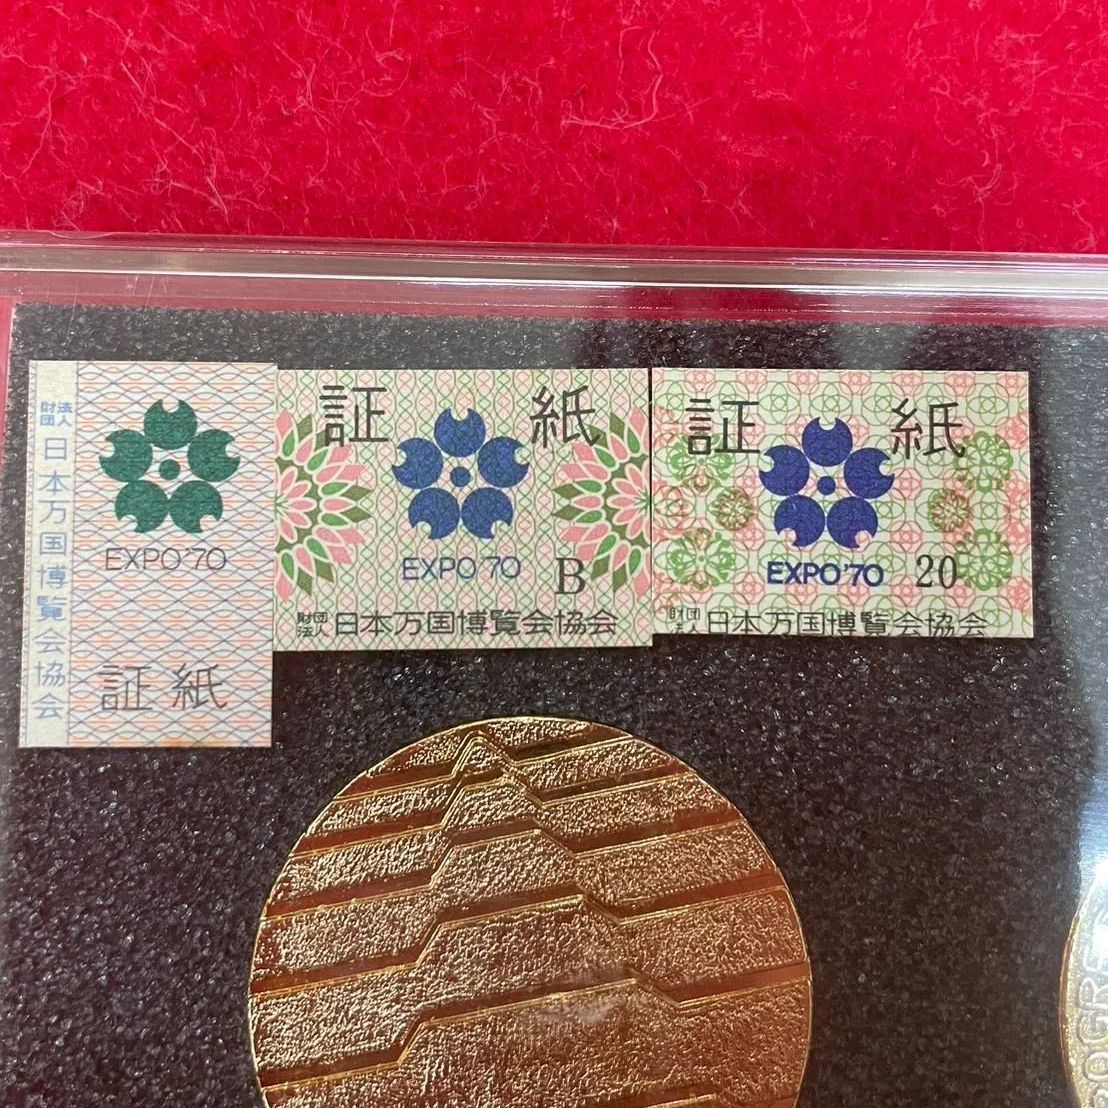 財団
法人
日本万国博覧会協会
EXPO'70
証紙
証 紙
EXPO'70
B
財団
法人
日本万国博覧会協会
証 紙
EXPO'70
20
財団
法人
日本万国博覧会協会
PROGRE